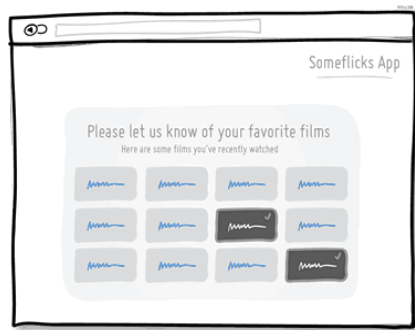 Someflicks App
Please let us know of your favorite films
Here are some films you've recently watched